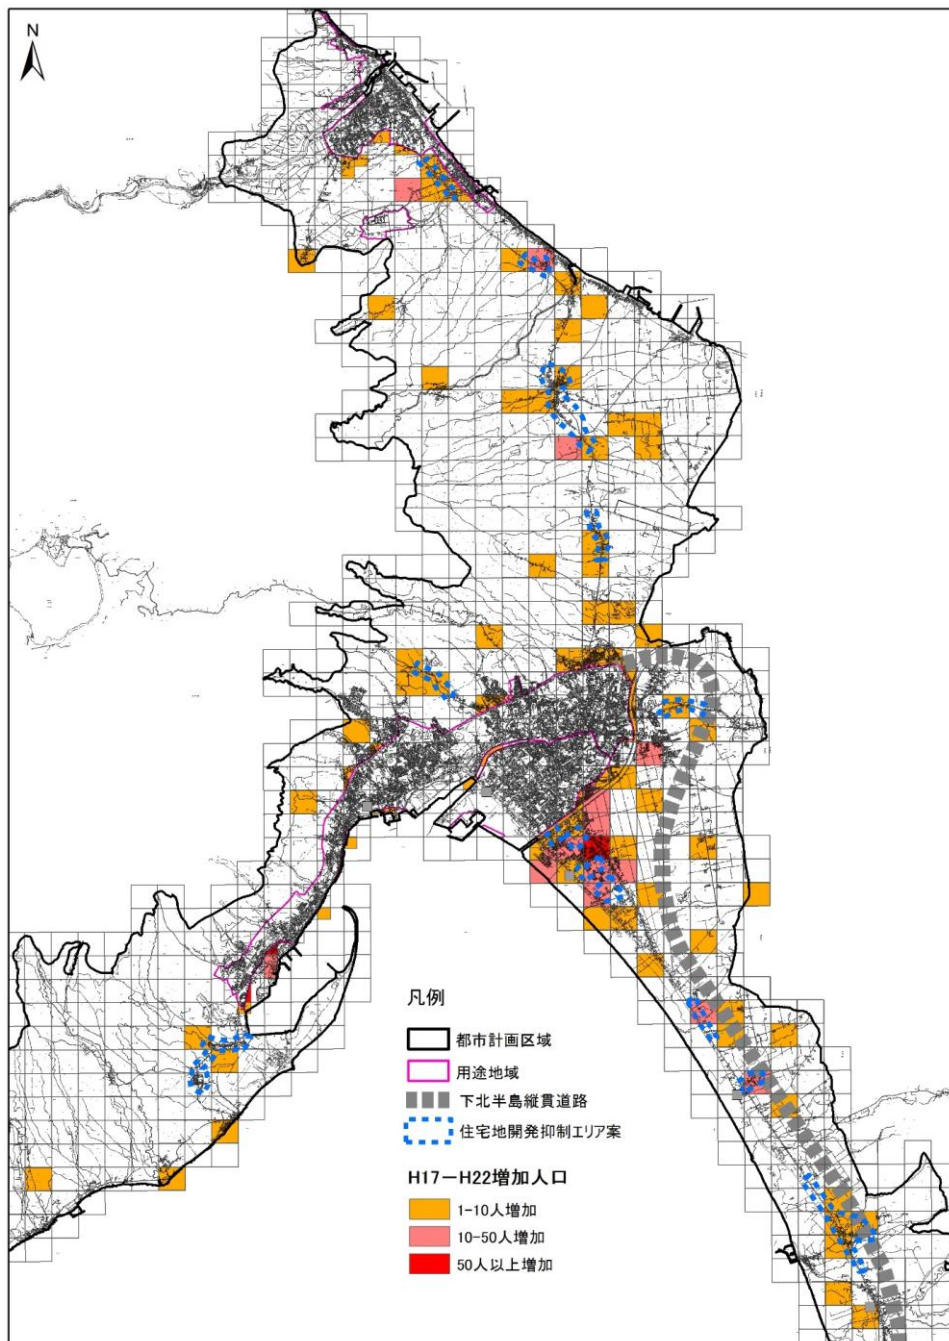 N
凡例
都市計画区域
用途地域
下北半島縦貫道路
住宅地開発抑制エリア案
H17－H22増加人口
1-10人増加
10-50人増加
50人以上増加